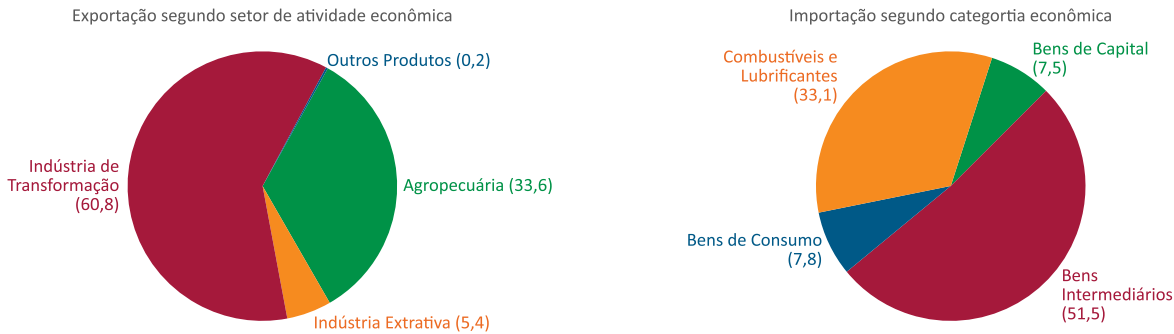 Exportação segundo setor de atividade econômica
Outros Produtos (0,2)
Indústria de
Transformação
(60,8)
Agropecuária (33,6)
Indústria Extrativa (5,4)
Importação segundo categortia econômica
Combustíveis e
Lubrificantes
(33,1)
Bens de Capital
(7,5)
Bens de Consumo
(7,8)
Bens
Intermediários
(51,5)